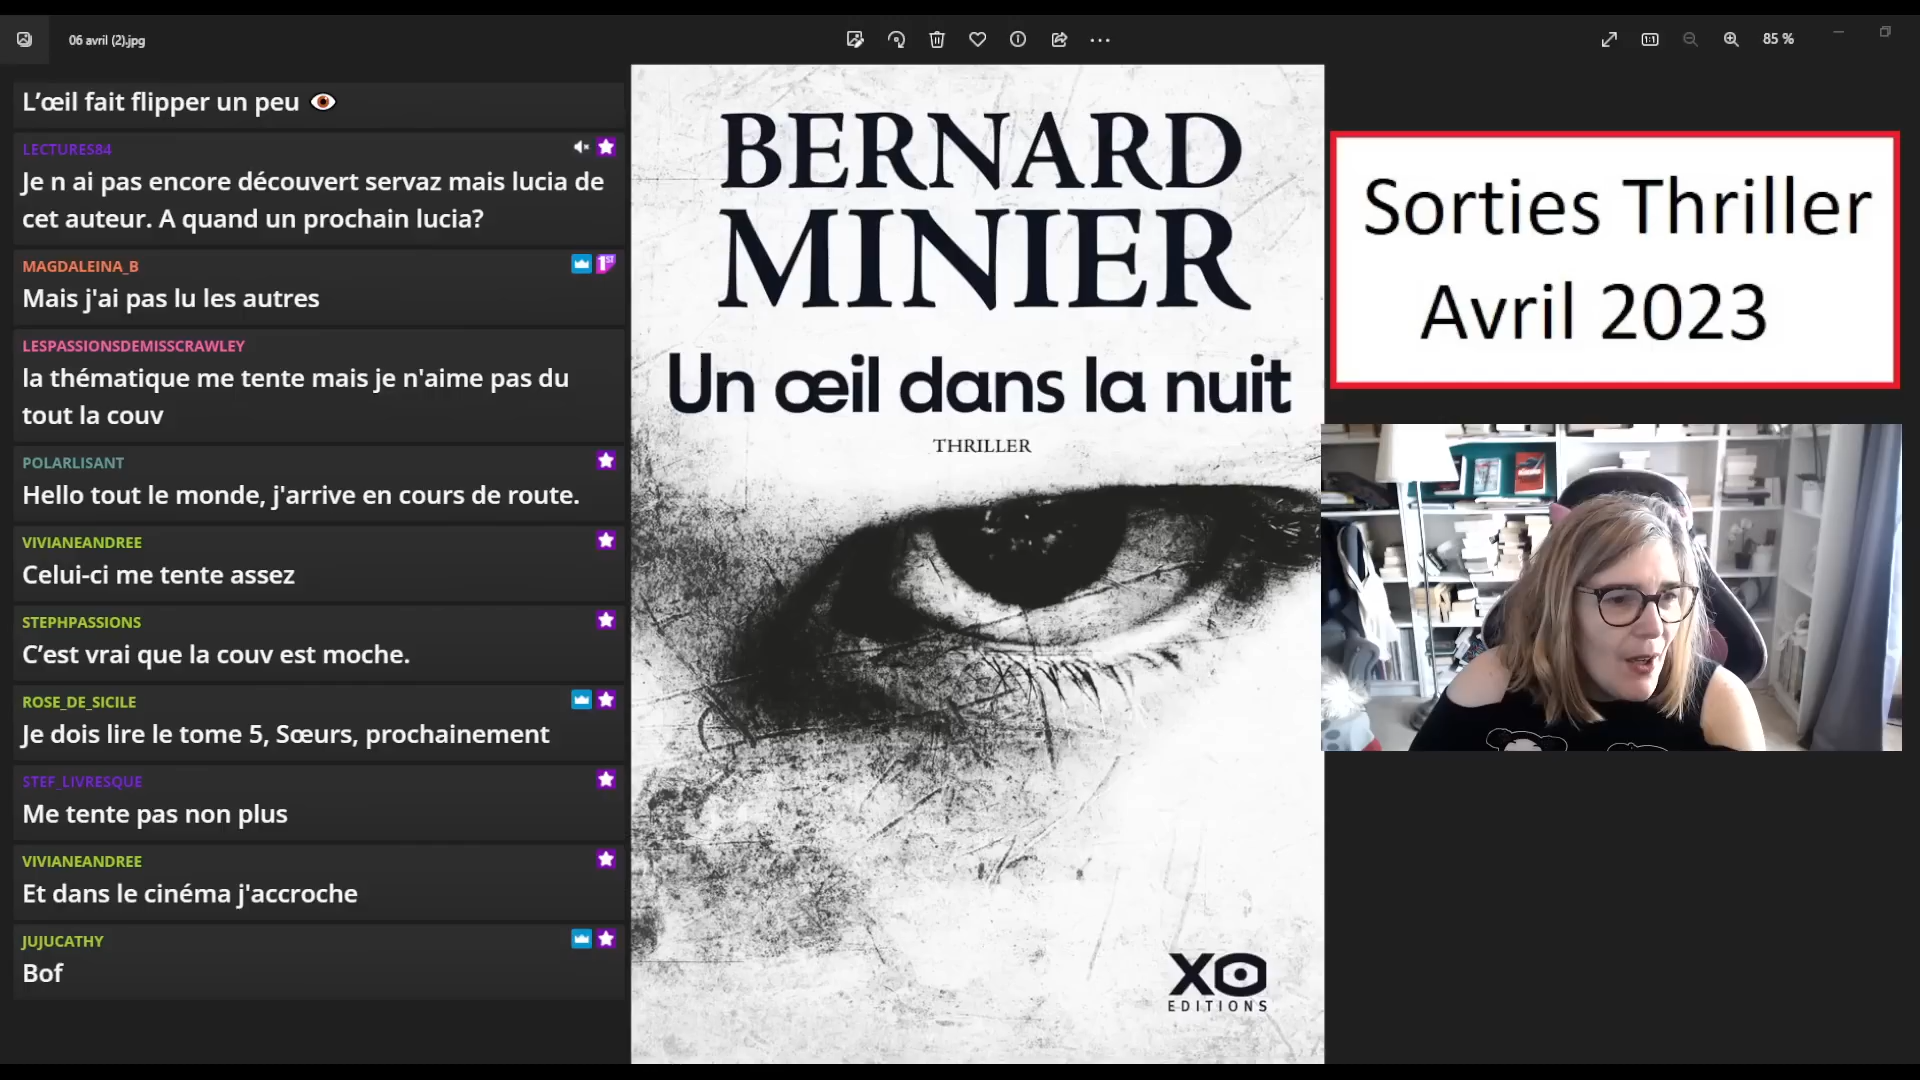 06 avril (2).jpg
85 %
L’œil fait flipper un peu
LECTURES84
Je n ai pas encore découvert servaz mais lucia de
cet auteur. A quand un prochain lucia?
MAGDALEINA_B
1ST
Mais j'ai pas lu les autres
LESPASSIONSDEMISSCRAWLEY
la thématique me tente mais je n'aime pas du
tout la couv
POLARLISANT
Hello tout le monde, j'arrive en cours de route.
VIVIANEANDREE
Celui-ci me tente assez
STEPHPASSIONS
C’est vrai que la couv est moche.
ROSE_DE_SICILE
Je dois lire le tome 5, Sœurs, prochainement
STEF_LIVRESQUE
Me tente pas non plus
VIVIANEANDREE
Et dans le cinéma j'accroche
JUJUCATHY
Bof
BERNARD
MINIER
Un œil dans la nuit
THRILLER
XO
EDITIONS
Sorties Thriller
Avril 2023